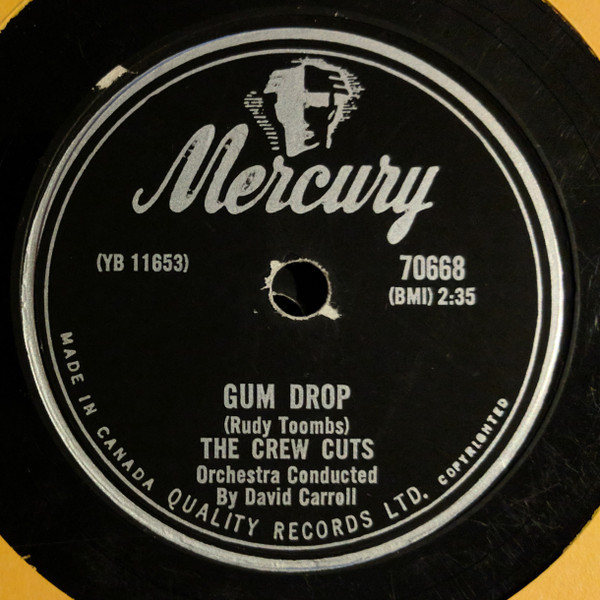 Mercury
(YB 11653)
70668
(BMI) 2:35
GUM DROP
(Rudy Toombs)
THE CREW CUTS
Orchestra Conducted
By David Carroll
MADE IN CANADA QUALITY RECORDS LTD. COPYRIGHTED